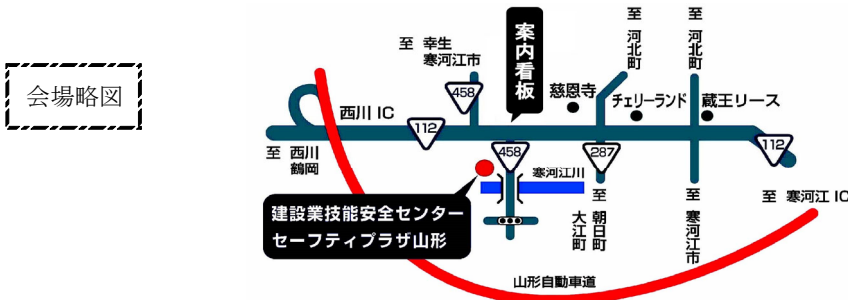 会場略図
至 幸生
寒河江市
案内看板
至 河北町
至 河北町
458
慈恩寺
チェリーランド
蔵王リース
西川 IC
112
至 西川
鶴岡
458
寒河江川
287
112
至 寒河江 IC
建設業技能安全センター
セーフティプラザ山形
至 朝日町
大江町
至 寒河江市
山形自動車道